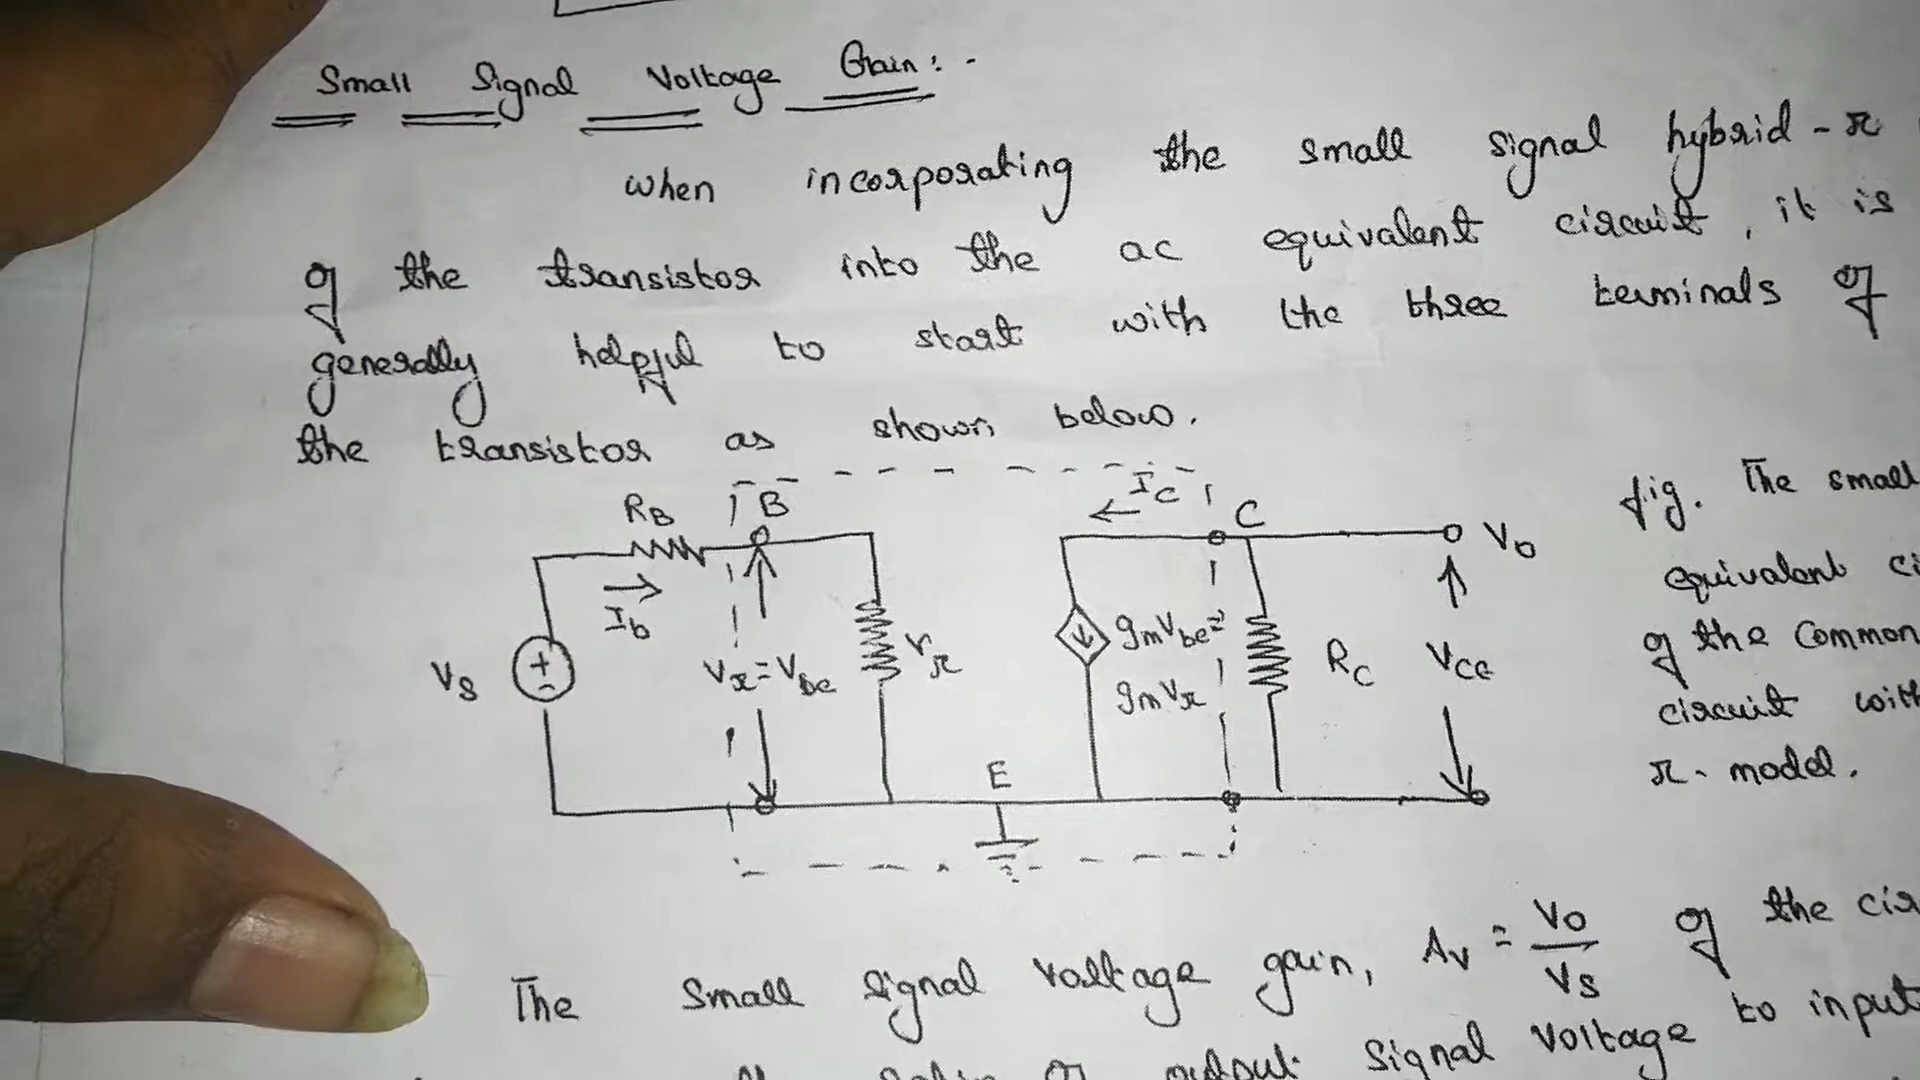 Small Signal Voltage Gain:-
when incorporating the small signal hybrid-π
of the transistor into the ac equivalent circuit, it is
generally helpful to start with the three terminals of
the transistor as shown below.
RB
B
IC
C
Vo
Ib
Vs
Vπ=Vbe
rπ
gmVbe=
gmVπ
RC
Vce
E
fig. The small
equivalent ci
of the common
circuit with
π-model.
The small signal voltage gain, Av = Vo/Vs of the cir
output signal voltage to input